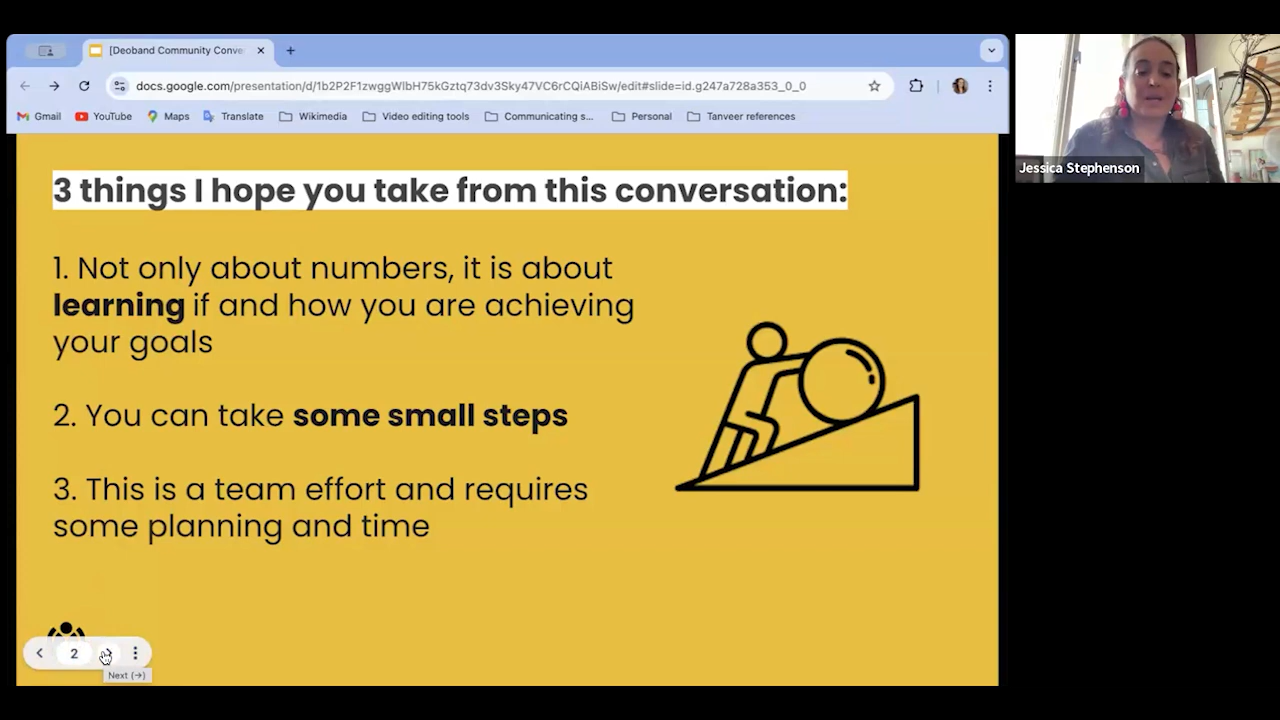 [Deoband Community Conve
docs.google.com/presentation/d/1b2P2F1zwggWlbH75kGztq73dv3Sky47VC6rCQiABiSw/edit#slide=id.g247a728a353_0_0
Gmail YouTube Maps Translate Wikimedia Video editing tools Communicating s... Personal Tanveer references
3 things I hope you take from this conversation:
1. Not only about numbers, it is about
learning if and how you are achieving
your goals
2. You can take some small steps
3. This is a team effort and requires
some planning and time
2
Next (→)
Jessica Stephenson